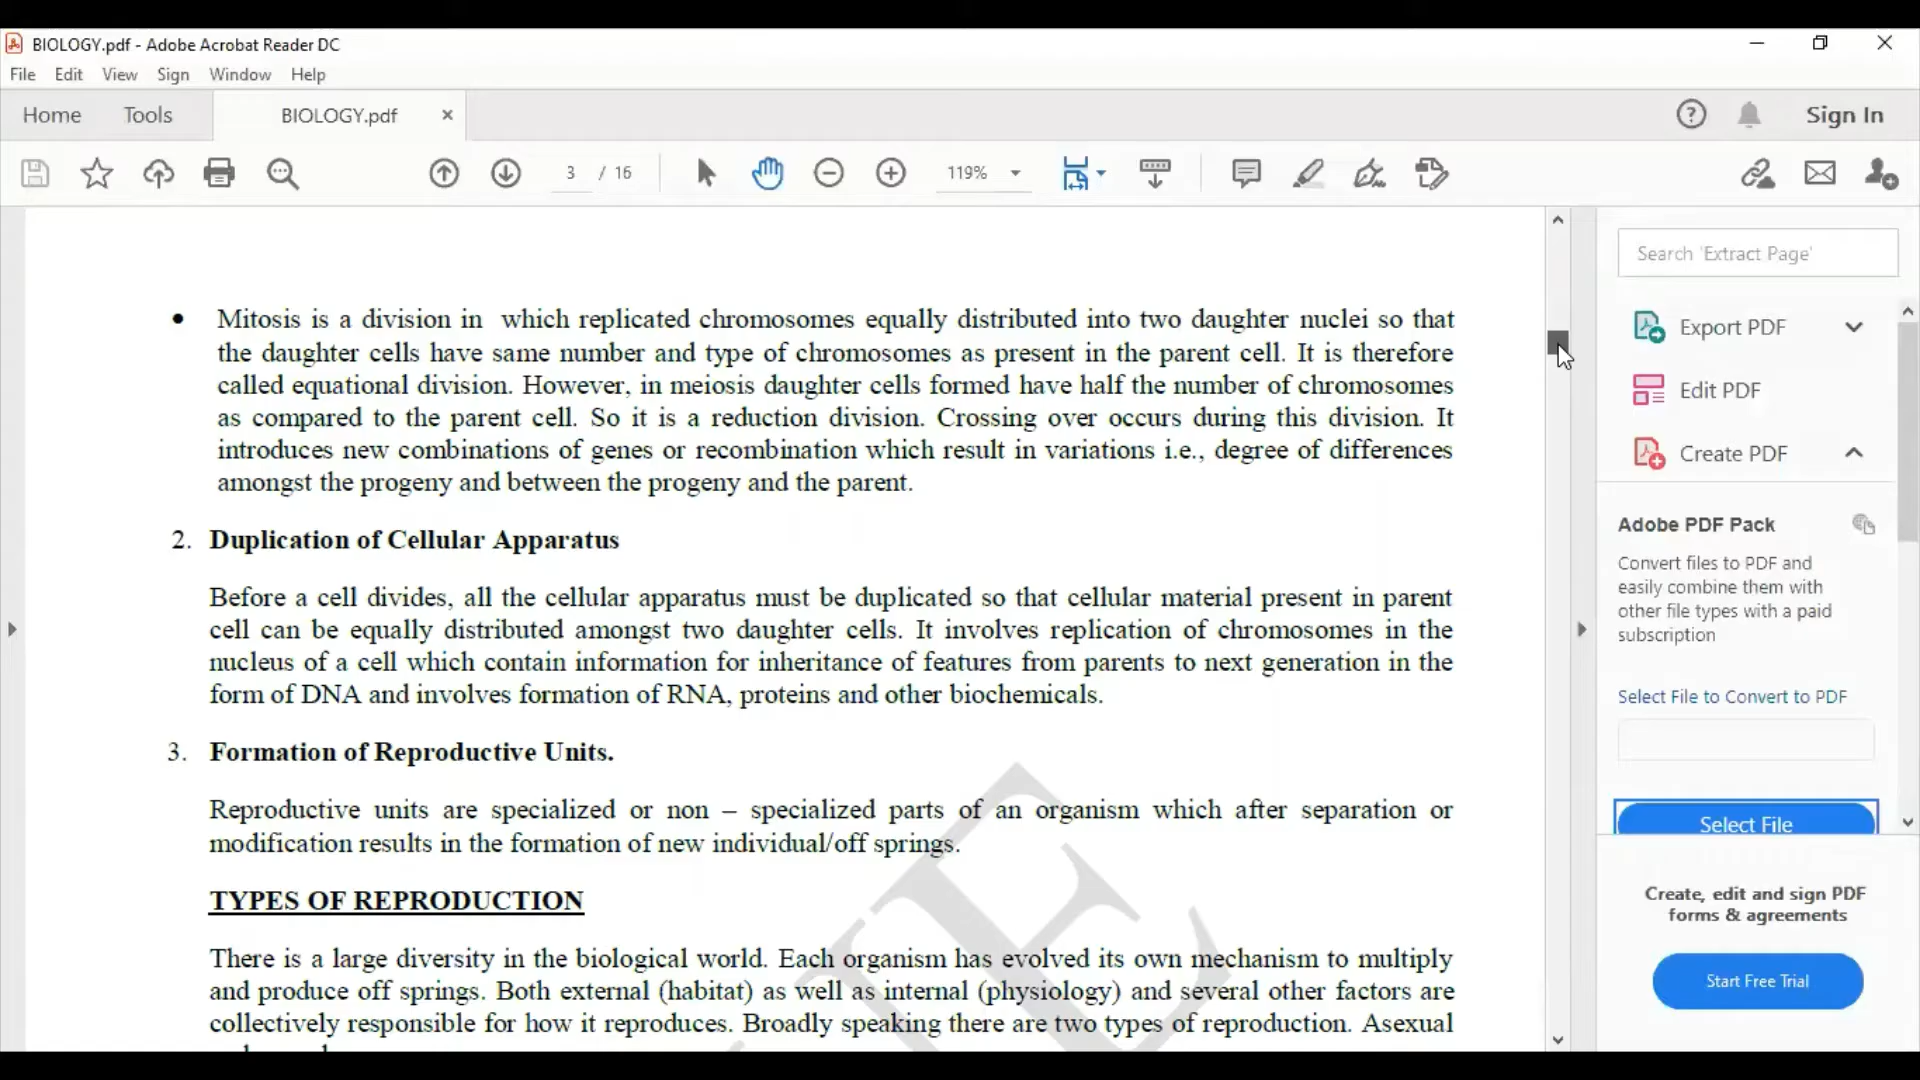 BIOLOGY.pdf - Adobe Acrobat Reader DC
File Edit View Sign Window Help
Home Tools BIOLOGY.pdf × Sign In
3 / 16 119%
Search 'Extract Page'
• Mitosis is a division in which replicated chromosomes equally distributed into two daughter nuclei so that
the daughter cells have same number and type of chromosomes as present in the parent cell. It is therefore
called equational division. However, in meiosis daughter cells formed have half the number of chromosomes
as compared to the parent cell. So it is a reduction division. Crossing over occurs during this division. It
introduces new combinations of genes or recombination which result in variations i.e., degree of differences
amongst the progeny and between the progeny and the parent.
2. Duplication of Cellular Apparatus
Before a cell divides, all the cellular apparatus must be duplicated so that cellular material present in parent
cell can be equally distributed amongst two daughter cells. It involves replication of chromosomes in the
nucleus of a cell which contain information for inheritance of features from parents to next generation in the
form of DNA and involves formation of RNA, proteins and other biochemicals.
3. Formation of Reproductive Units.
Reproductive units are specialized or non – specialized parts of an organism which after separation or
modification results in the formation of new individual/off springs.
TYPES OF REPRODUCTION
There is a large diversity in the biological world. Each organism has evolved its own mechanism to multiply
and produce off springs. Both external (habitat) as well as internal (physiology) and several other factors are
collectively responsible for how it reproduces. Broadly speaking there are two types of reproduction. Asexual
Export PDF
Edit PDF
Create PDF
Adobe PDF Pack
Convert files to PDF and
easily combine them with
other file types with a paid
subscription
Select File to Convert to PDF
Select File
Create, edit and sign PDF
forms & agreements
Start Free Trial